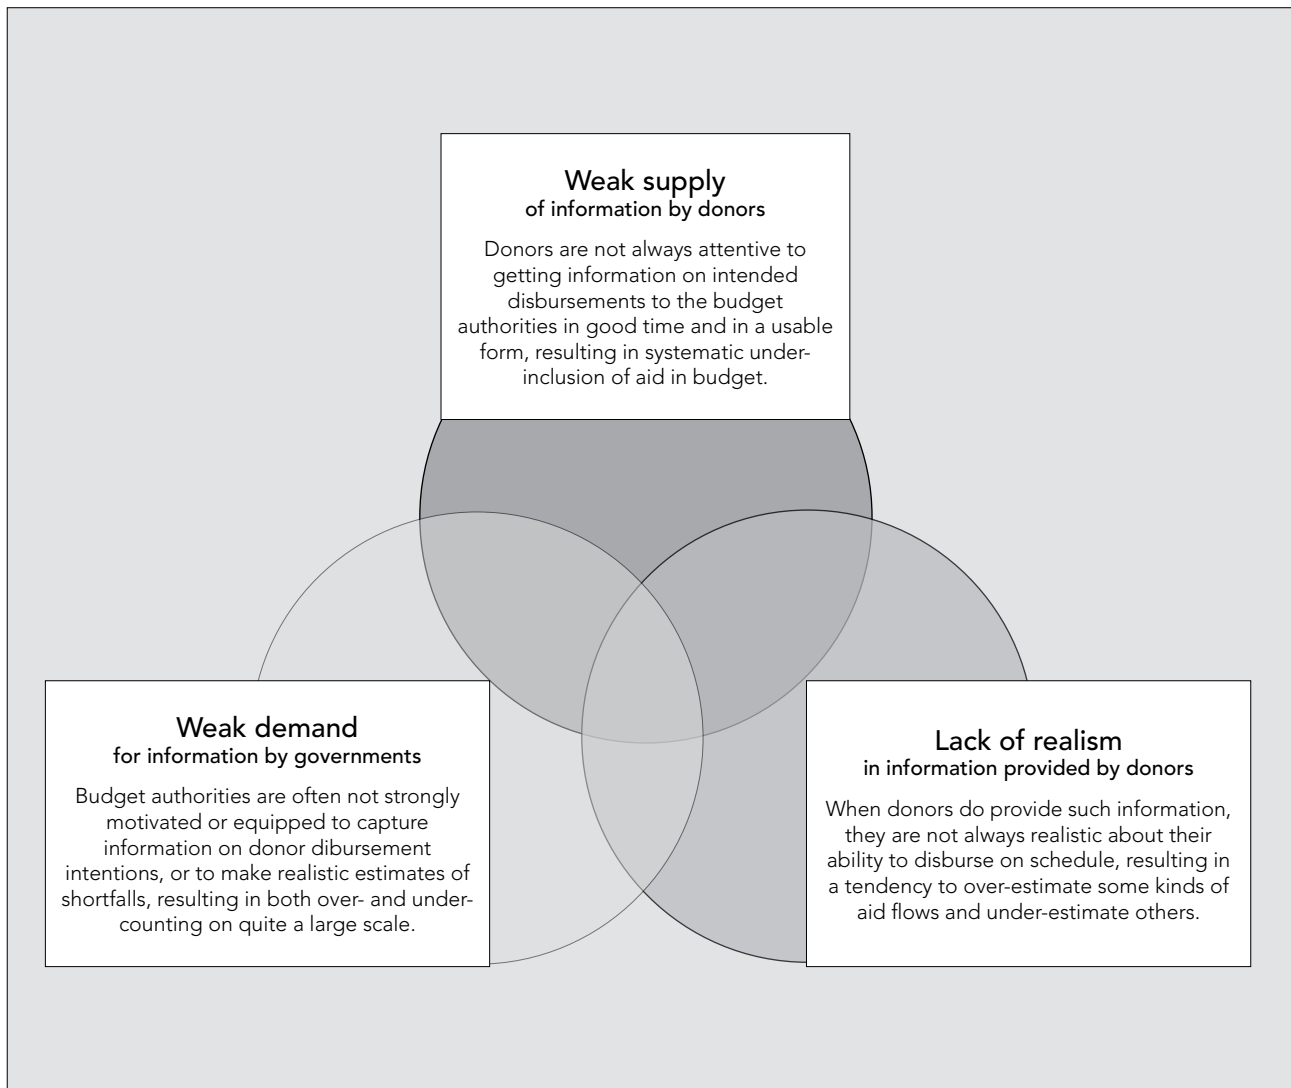 Weak supply
of information by donors
Donors are not always attentive to
getting information on intended
disbursements to the budget
authorities in good time and in a usable
form, resulting in systematic under-
inclusion of aid in budget.
Weak demand
for information by governments
Budget authorities are often not strongly
motivated or equipped to capture
information on donor dibursement
intentions, or to make realistic estimates of
shortfalls, resulting in both over- and under-
counting on quite a large scale.
Lack of realism
in information provided by donors
When donors do provide such information,
they are not always realistic about their
ability to disburse on schedule, resulting in
a tendency to over-estimate some kinds of
aid flows and under-estimate others.